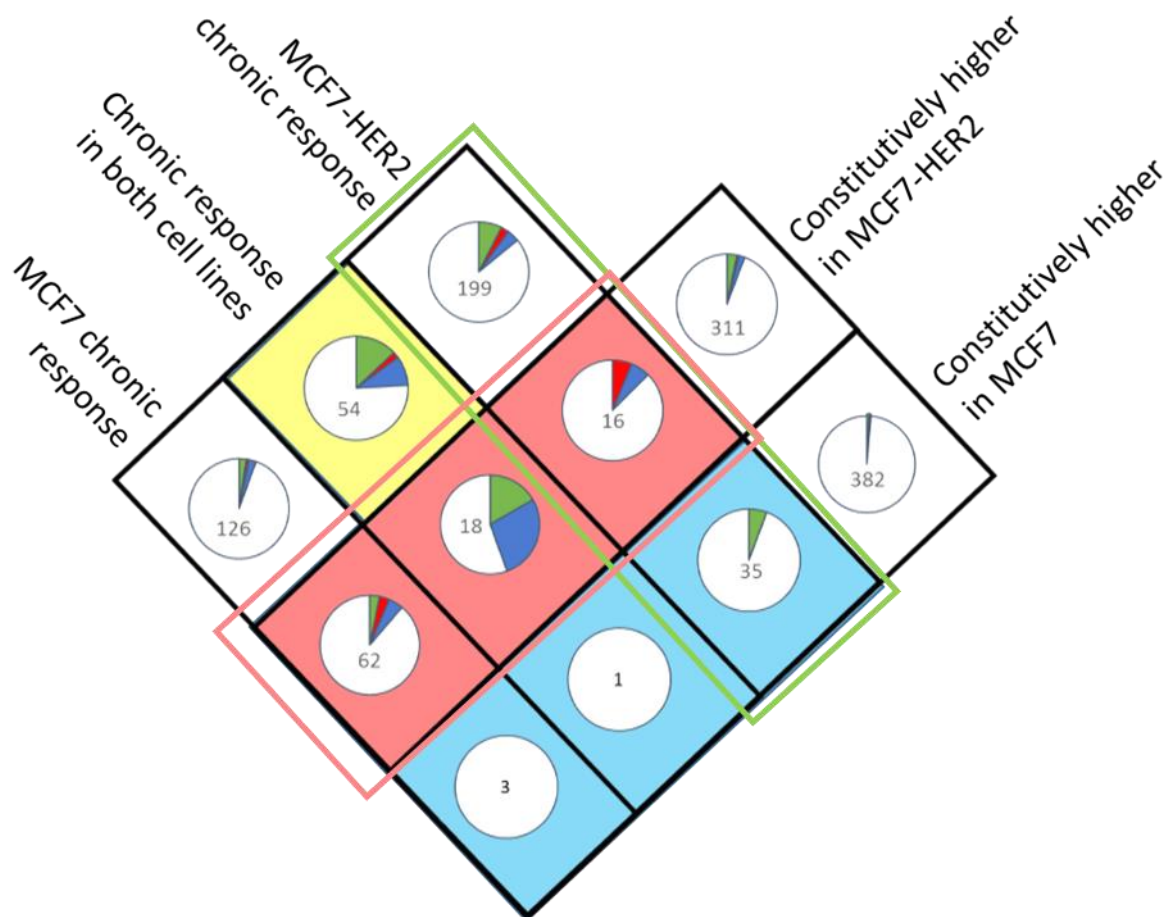 MCF7-HER2
chronic response
Chronic response
in both cell lines
MCF7 chronic
response
Constitutively higher
in MCF7-HER2
Constitutively higher
in MCF7
199
311
54
16
382
126
18
35
62
1
3